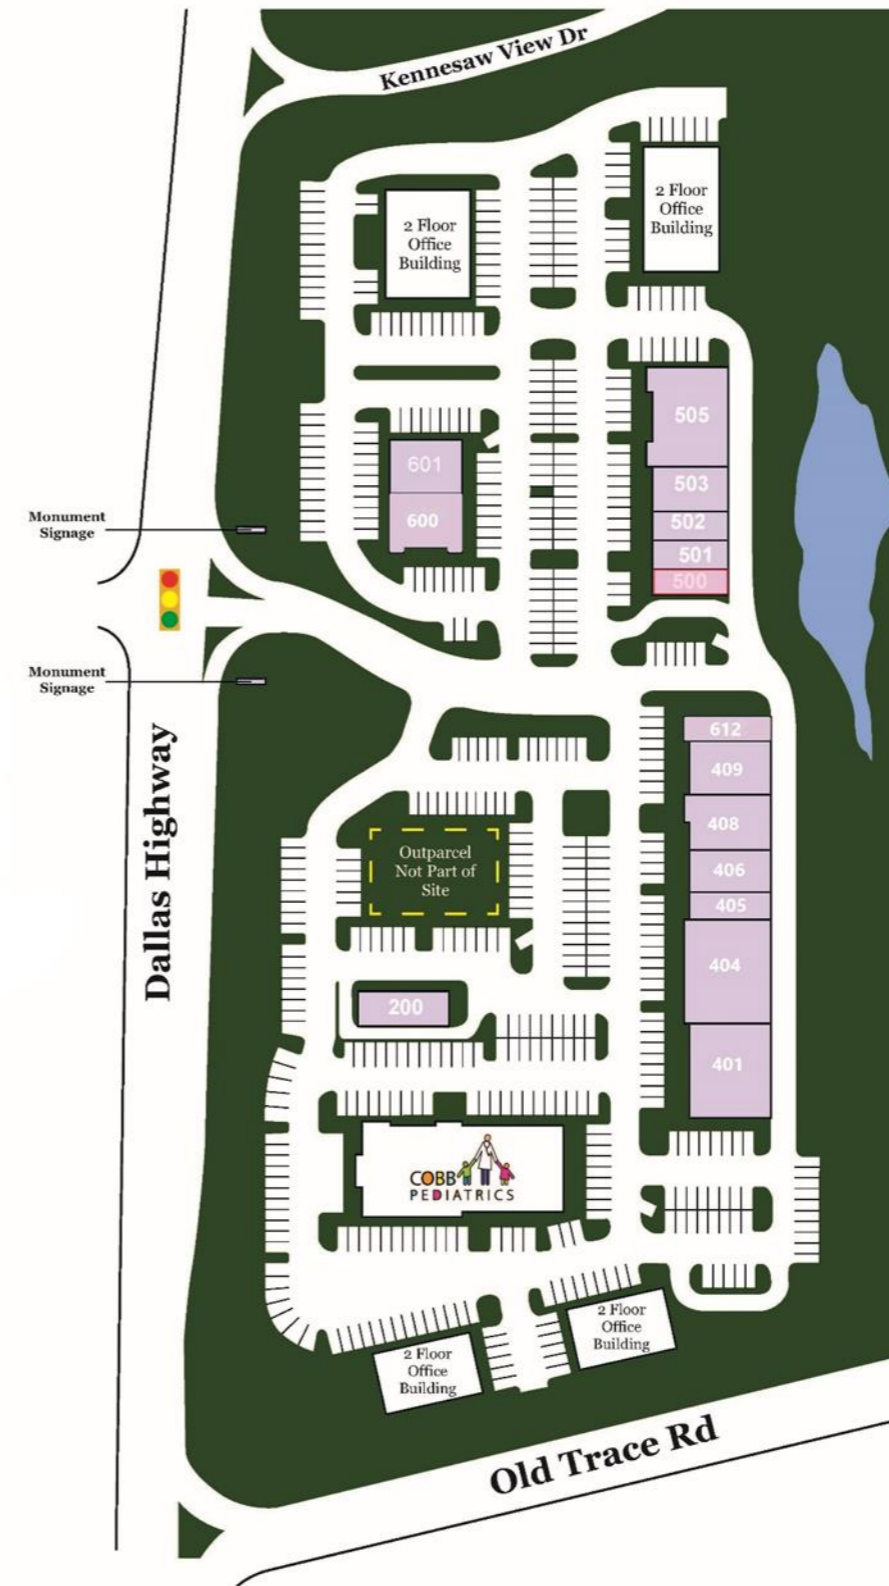 Kennesaw View Dr
2 Floor
Office
Building
2 Floor
Office
Building
505
601
503
600
502
501
500
Monument
Signage
Monument
Signage
612
409
Dallas Highway
408
Outparcel
Not Part of
Site
406
405
404
200
401
COBB
PEDIATRICS
2 Floor
Office
Building
2 Floor
Office
Building
Old Trace Rd